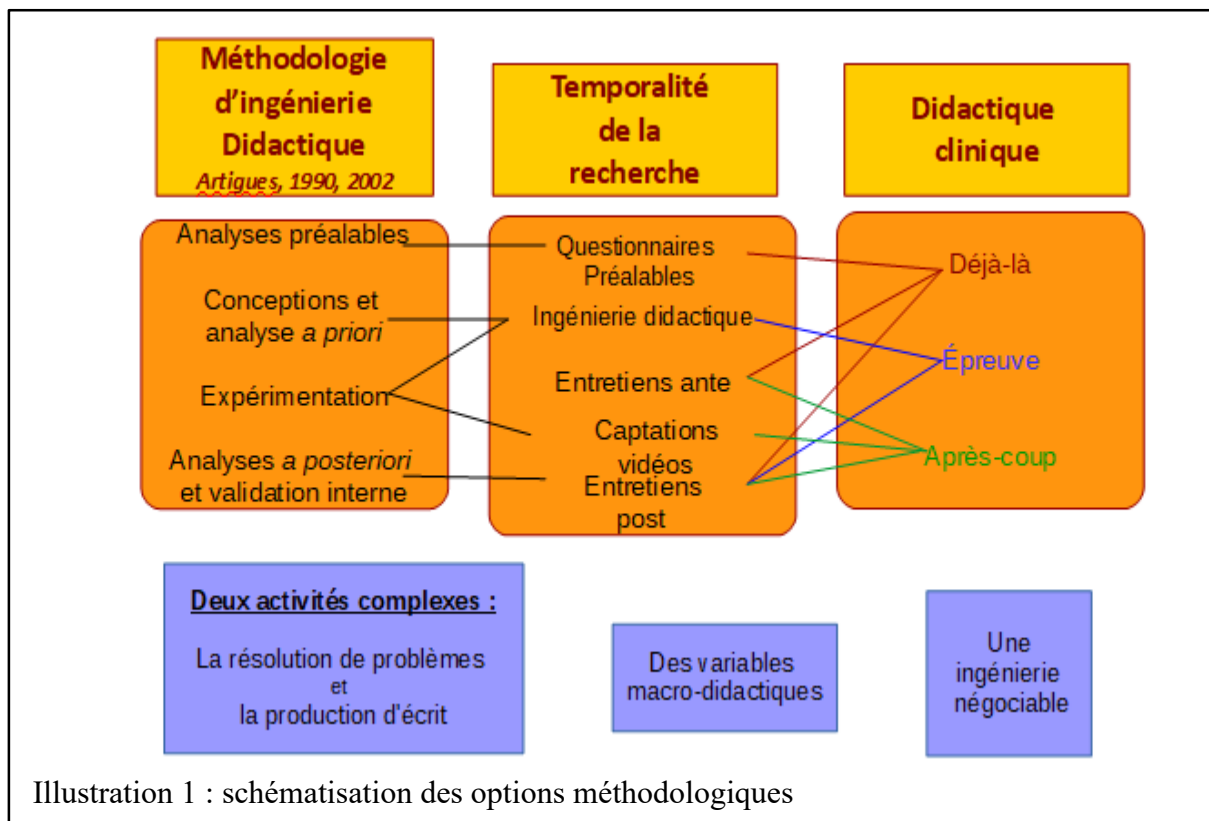 Méthodologie
d'ingénierie
Didactique
Artigues, 1990, 2002
Temporalité
de la
recherche
Didactique
clinique
Analyses préalables
Conceptions et
analyse a priori
Expérimentation
Analyses a posteriori
et validation interne
Questionnaires
Préalables
Ingénierie didactique
Entretiens ante
Captations
vidéos
Entretiens
post
Déjà-là
Épreuve
Après-coup
Deux activités complexes :
La résolution de problèmes
et
la production d'écrit
Des variables
macro-didactiques
Une
ingénierie
négociable
Illustration 1 : schématisation des options méthodologiques